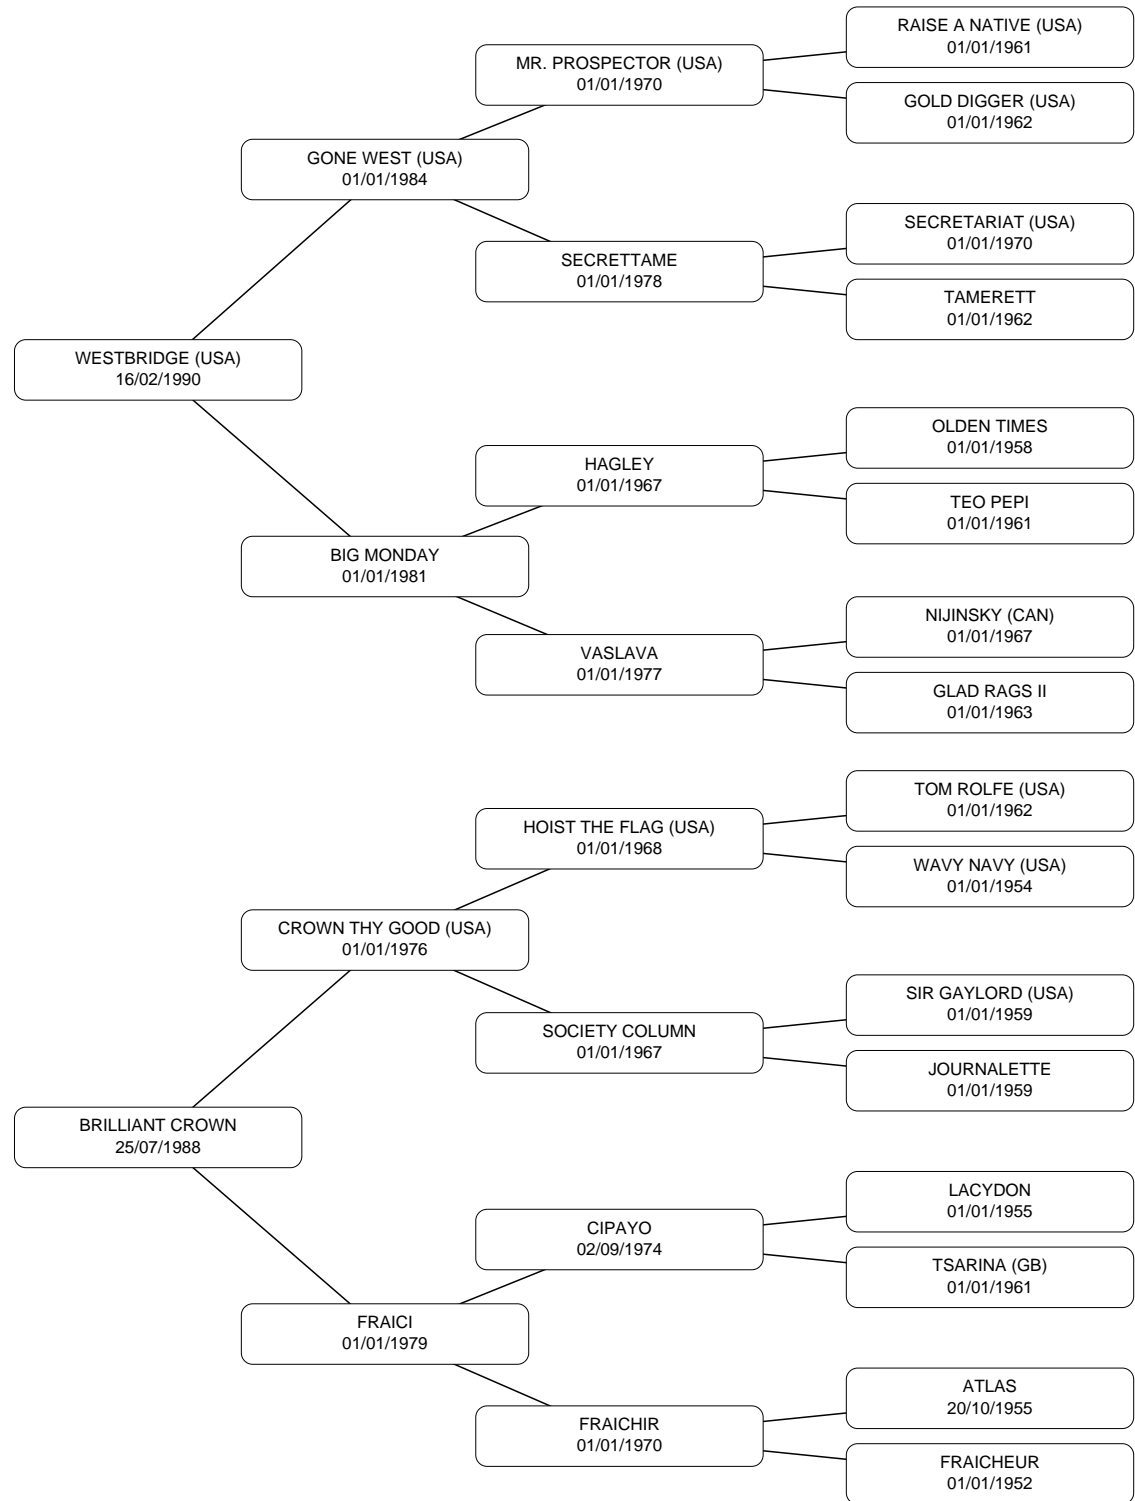 RAISE A NATIVE (USA)
01/01/1961
MR. PROSPECTOR (USA)
01/01/1970
GOLD DIGGER (USA)
01/01/1962
GONE WEST (USA)
01/01/1984
SECRETARIAT (USA)
01/01/1970
SECRETTAME
01/01/1978
TAMERETT
01/01/1962
WESTBRIDGE (USA)
16/02/1990
OLDEN TIMES
01/01/1958
HAGLEY
01/01/1967
TEO PEPI
01/01/1961
BIG MONDAY
01/01/1981
NIJINSKY (CAN)
01/01/1967
VASLAVA
01/01/1977
GLAD RAGS II
01/01/1963
TOM ROLFE (USA)
01/01/1962
HOIST THE FLAG (USA)
01/01/1968
WAVY NAVY (USA)
01/01/1954
CROWN THY GOOD (USA)
01/01/1976
SIR GAYLORD (USA)
01/01/1959
SOCIETY COLUMN
01/01/1967
JOURNALETTE
01/01/1959
BRILLIANT CROWN
25/07/1988
LACYDON
01/01/1955
CIPAYO
02/09/1974
TSARINA (GB)
01/01/1961
FRAICI
01/01/1979
ATLAS
20/10/1955
FRAICHIR
01/01/1970
FRAICHEUR
01/01/1952